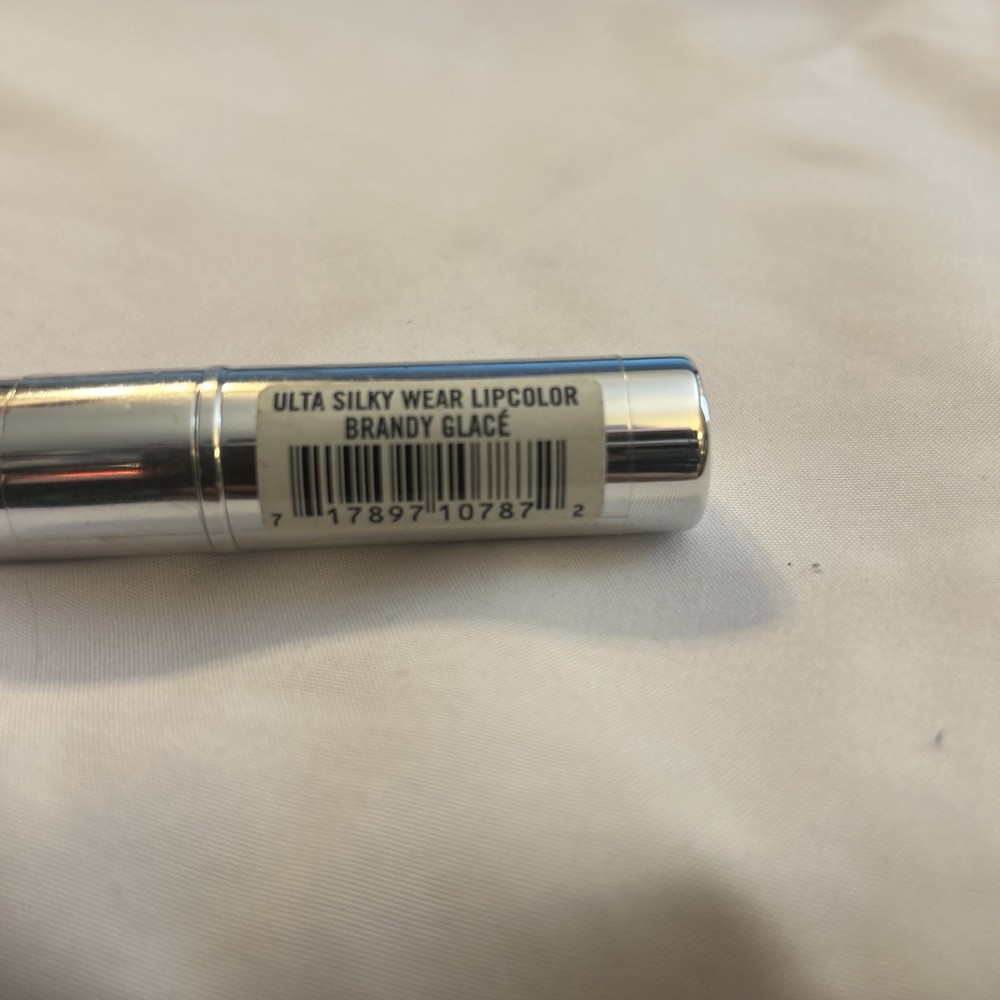 ULTA SILKY WEAR LIPCOLOR
BRANDY GLACÉ
7 17897 10787 2